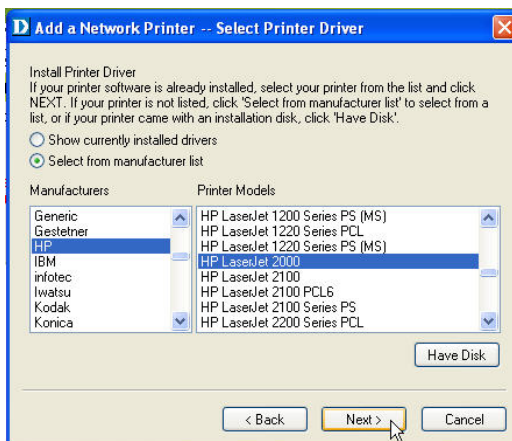 D Add a Network Printer -- Select Printer Driver
Install Printer Driver
If your printer software is already installed, select your printer from the list and click
NEXT. If your printer is not listed, click 'Select from manufacturer list' to select from a
list, or if your printer came with an installation disk, click 'Have Disk'.
Show currently installed drivers
Select from manufacturer list
Manufacturers
Generic
Gestetner
HP
IBM
infotec
Iwatsu
Kodak
Konica
Printer Models
HP LaserJet 1200 Series PS (MS)
HP LaserJet 1220 Series PCL
HP LaserJet 1220 Series PS (MS)
HP LaserJet 2000
HP LaserJet 2100
HP LaserJet 2100 PCL6
HP LaserJet 2100 Series PS
HP LaserJet 2200 Series PCL
Have Disk
< Back
Next >
Cancel